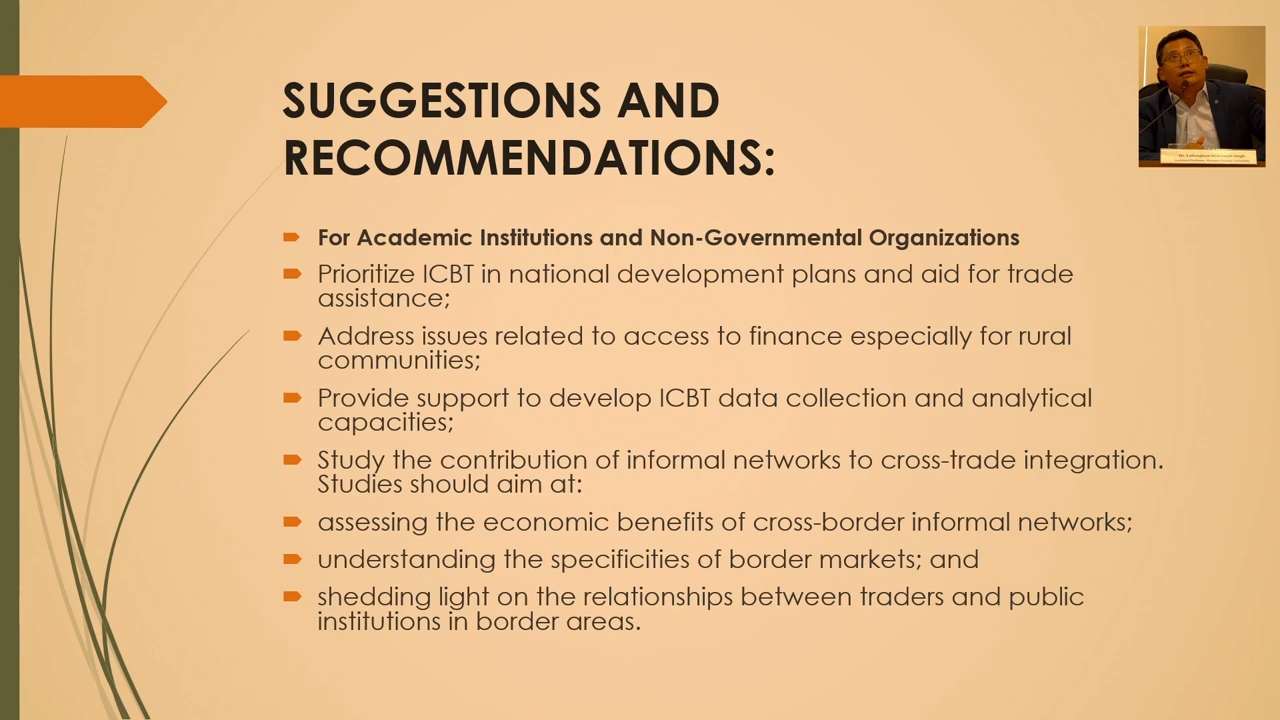 SUGGESTIONS AND
RECOMMENDATIONS:
For Academic Institutions and Non-Governmental Organizations
Prioritize ICBT in national development plans and aid for trade
assistance;
Address issues related to access to finance especially for rural
communities;
Provide support to develop ICBT data collection and analytical
capacities;
Study the contribution of informal networks to cross-trade integration.
Studies should aim at:
assessing the economic benefits of cross-border informal networks;
understanding the specificities of border markets; and
shedding light on the relationships between traders and public
institutions in border areas.
Dr.
Singh